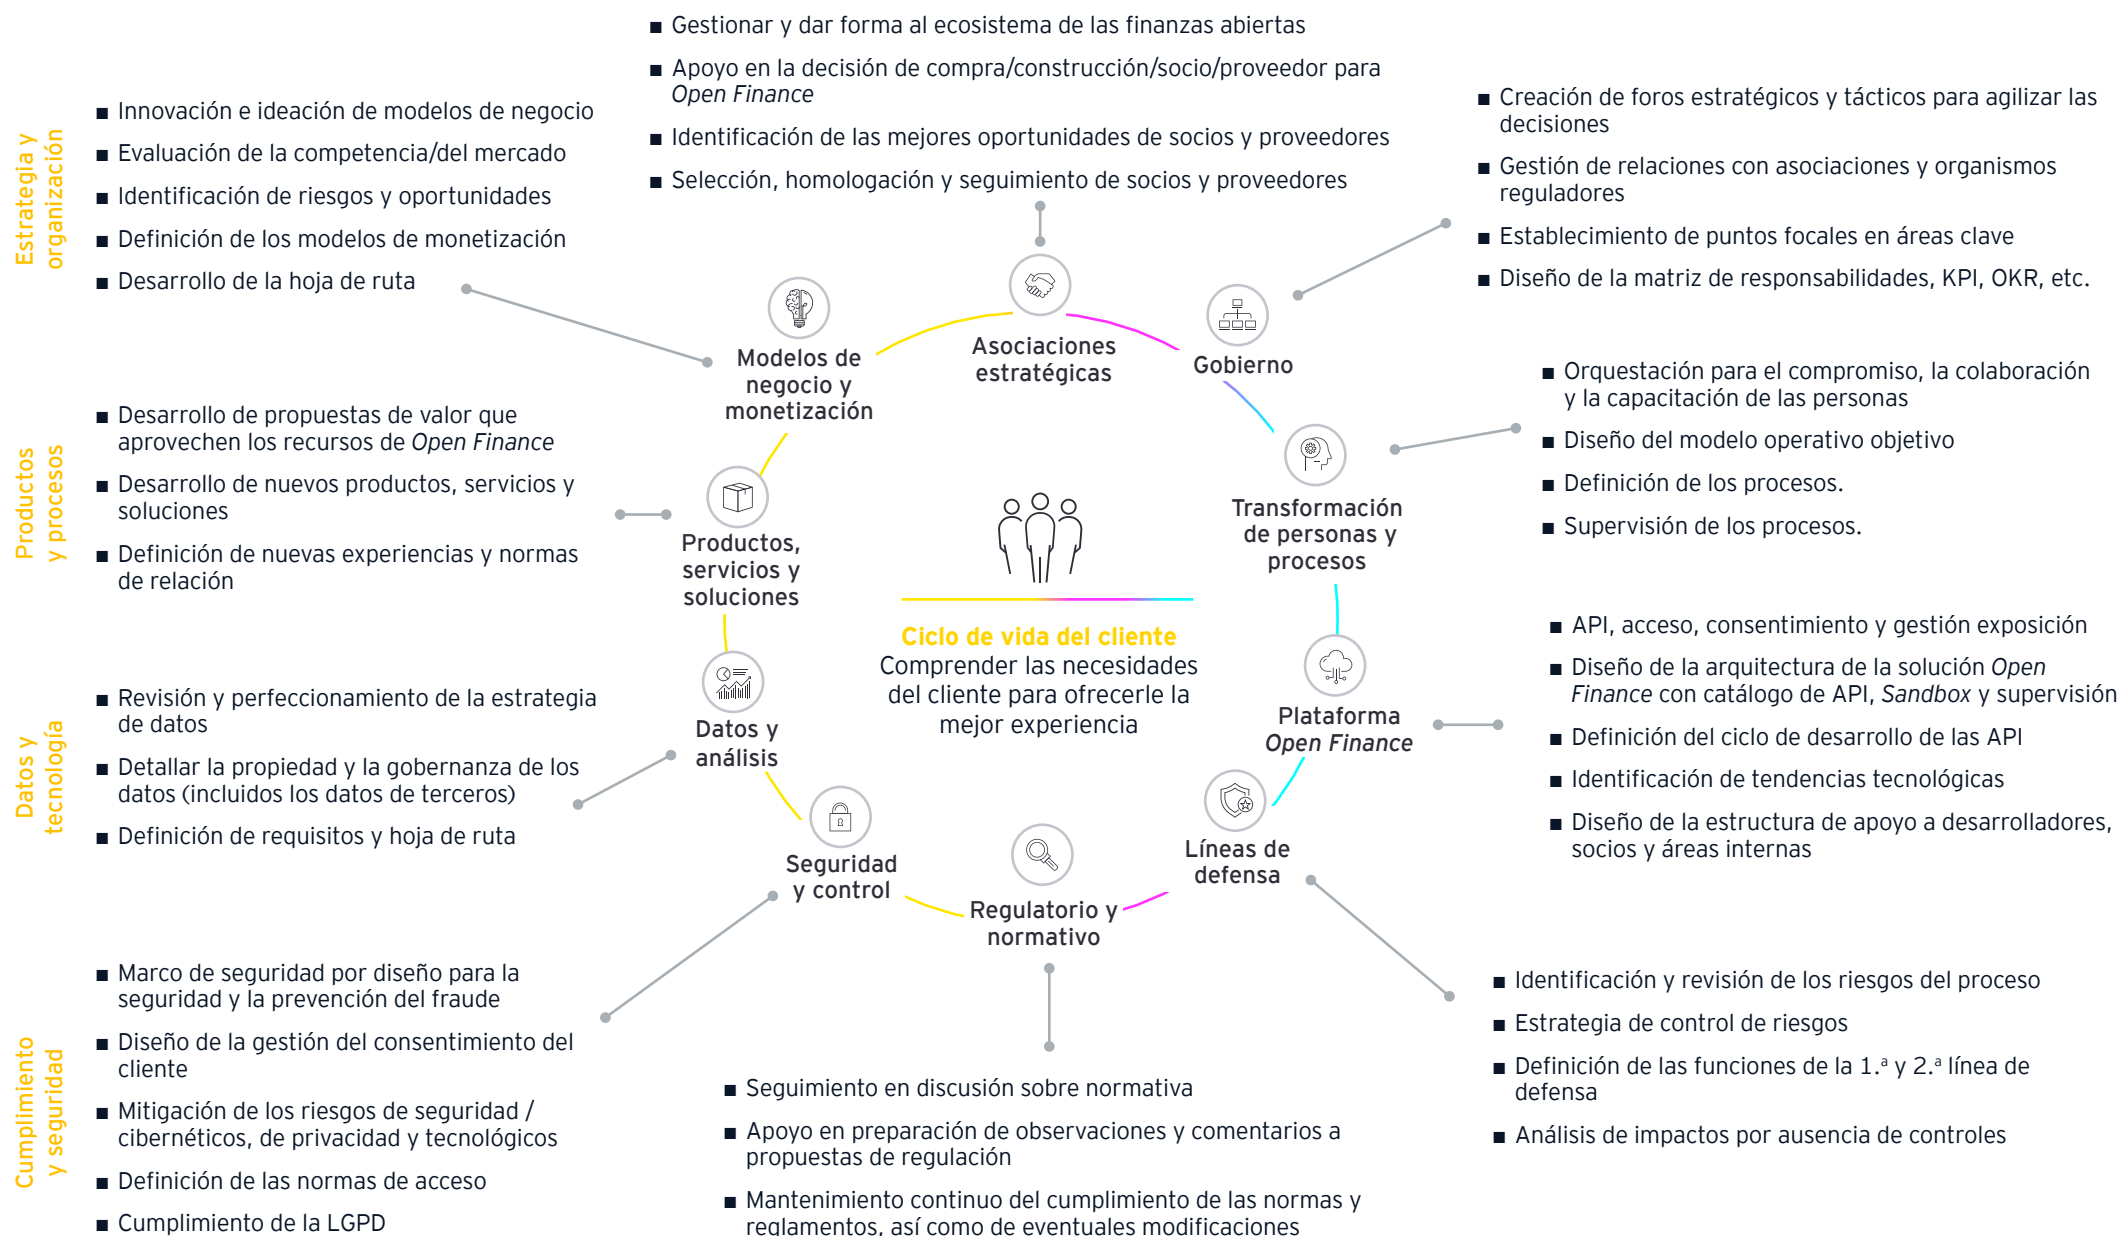 Estrategia y
organización
■ Innovación e ideación de modelos de negocio
■ Evaluación de la competencia/del mercado
■ Identificación de riesgos y oportunidades
■ Definición de los modelos de monetización
■ Desarrollo de la hoja de ruta
■ Gestionar y dar forma al ecosistema de las finanzas abiertas
■ Apoyo en la decisión de compra/construcción/socio/proveedor para
Open Finance
■ Identificación de las mejores oportunidades de socios y proveedores
■ Selección, homologación y seguimiento de socios y proveedores
■ Creación de foros estratégicos y tácticos para agilizar las
decisiones
■ Gestión de relaciones con asociaciones y organismos
reguladores
■ Establecimiento de puntos focales en áreas clave
■ Diseño de la matriz de responsabilidades, KPI, OKR, etc.
Modelos de
negocio y
monetización
Asociaciones
estratégicas
Gobierno
Productos
y procesos
■ Desarrollo de propuestas de valor que
aprovechen los recursos de Open Finance
■ Desarrollo de nuevos productos, servicios y
soluciones
■ Definición de nuevas experiencias y normas
de relación
Productos,
servicios y
soluciones
Transformación
de personas y
procesos
■ Orquestación para el compromiso, la colaboración
y la capacitación de las personas
■ Diseño del modelo operativo objetivo
■ Definición de los procesos.
■ Supervisión de los procesos.
Ciclo de vida del cliente
Comprender las necesidades
del cliente para ofrecerle la
mejor experiencia
Datos y
tecnología
■ Revisión y perfeccionamiento de la estrategia
de datos
■ Detallar la propiedad y la gobernanza de los
datos (incluidos los datos de terceros)
■ Definición de requisitos y hoja de ruta
Datos y
análisis
Plataforma
Open Finance
■ API, acceso, consentimiento y gestión exposición
■ Diseño de la arquitectura de la solución Open
Finance con catálogo de API, Sandbox y supervisión
■ Definición del ciclo de desarrollo de las API
■ Identificación de tendencias tecnológicas
■ Diseño de la estructura de apoyo a desarrolladores,
socios y áreas internas
Seguridad
y control
Regulatorio y
normativo
Líneas de
defensa
Cumplimiento
y seguridad
■ Marco de seguridad por diseño para la
seguridad y la prevención del fraude
■ Diseño de la gestión del consentimiento del
cliente
■ Mitigación de los riesgos de seguridad /
cibernéticos, de privacidad y tecnológicos
■ Definición de las normas de acceso
■ Cumplimiento de la LGPD
■ Seguimiento en discusión sobre normativa
■ Apoyo en preparación de observaciones y comentarios a
propuestas de regulación
■ Mantenimiento continuo del cumplimiento de las normas y
reglamentos, así como de eventuales modificaciones
■ Identificación y revisión de los riesgos del proceso
■ Estrategia de control de riesgos
■ Definición de las funciones de la 1.ª y 2.ª línea de
defensa
■ Análisis de impactos por ausencia de controles